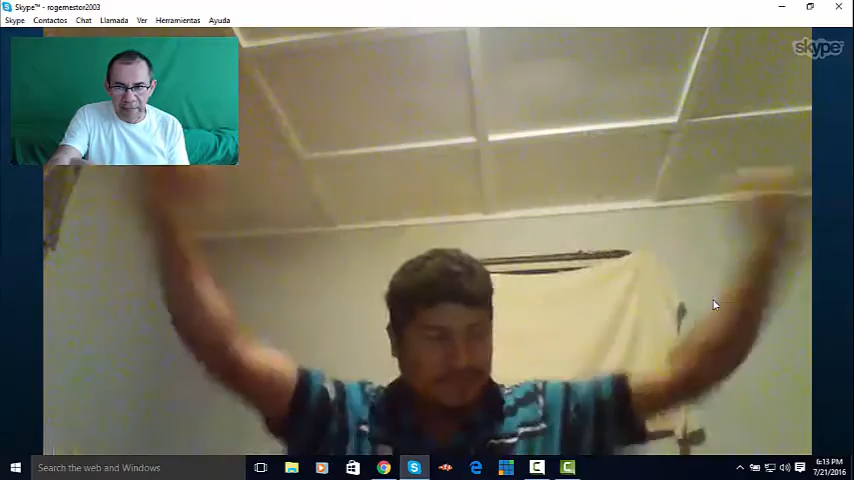 Skype™ - rogemestor2003
Skype Contactos Chat Llamada Ver Herramientas Ayuda
skype
Search the web and Windows
6:13 PM
7/21/2016